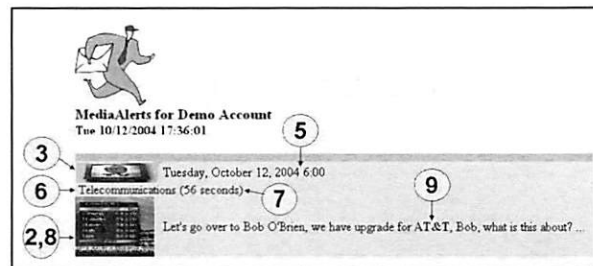 MediaAlerts for Demo Account
Tue 10/12/2004 17:36:01
5
3
Tuesday, October 12, 2004 6:00
6
Telecommunications (56 seconds)
7
9
2,8
Let's go over to Bob O'Brien, we have upgrade for AT&T, Bob, what is this about? ...